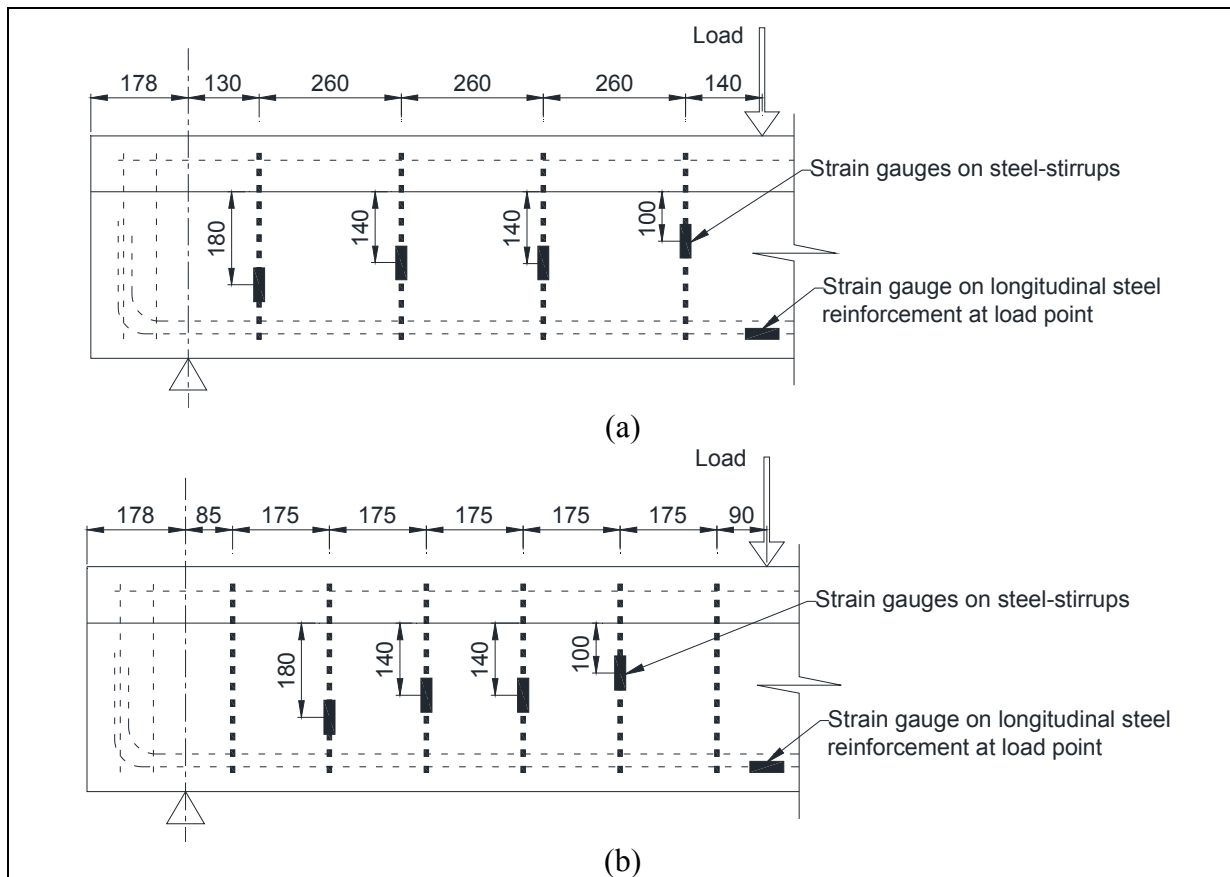 Load
178 130 260 260 260 140
Strain gauges on steel-stirrups
180 140 140 100
Strain gauge on longitudinal steel
reinforcement at load point
(a)
Load
178 85 175 175 175 175 175 90
Strain gauges on steel-stirrups
180 140 140 100
Strain gauge on longitudinal steel
reinforcement at load point
(b)